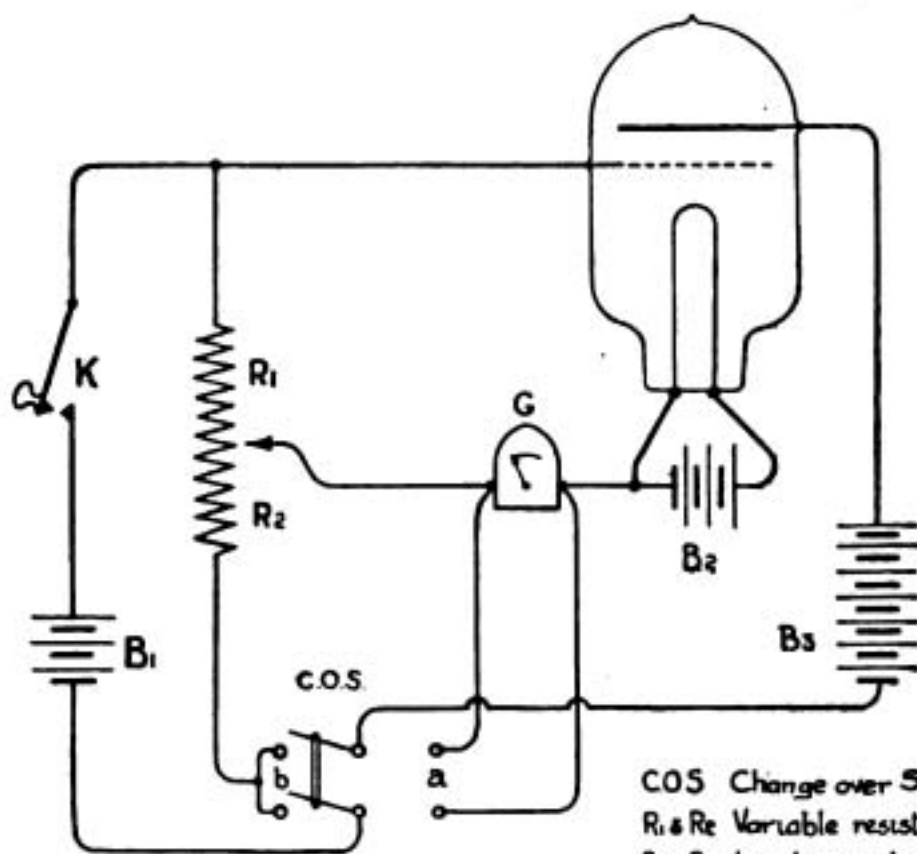 K
R1
R2
G
B2
B1
B3
C.O.S.
b
a
COS Change over S
R1 & R2 Variable resist